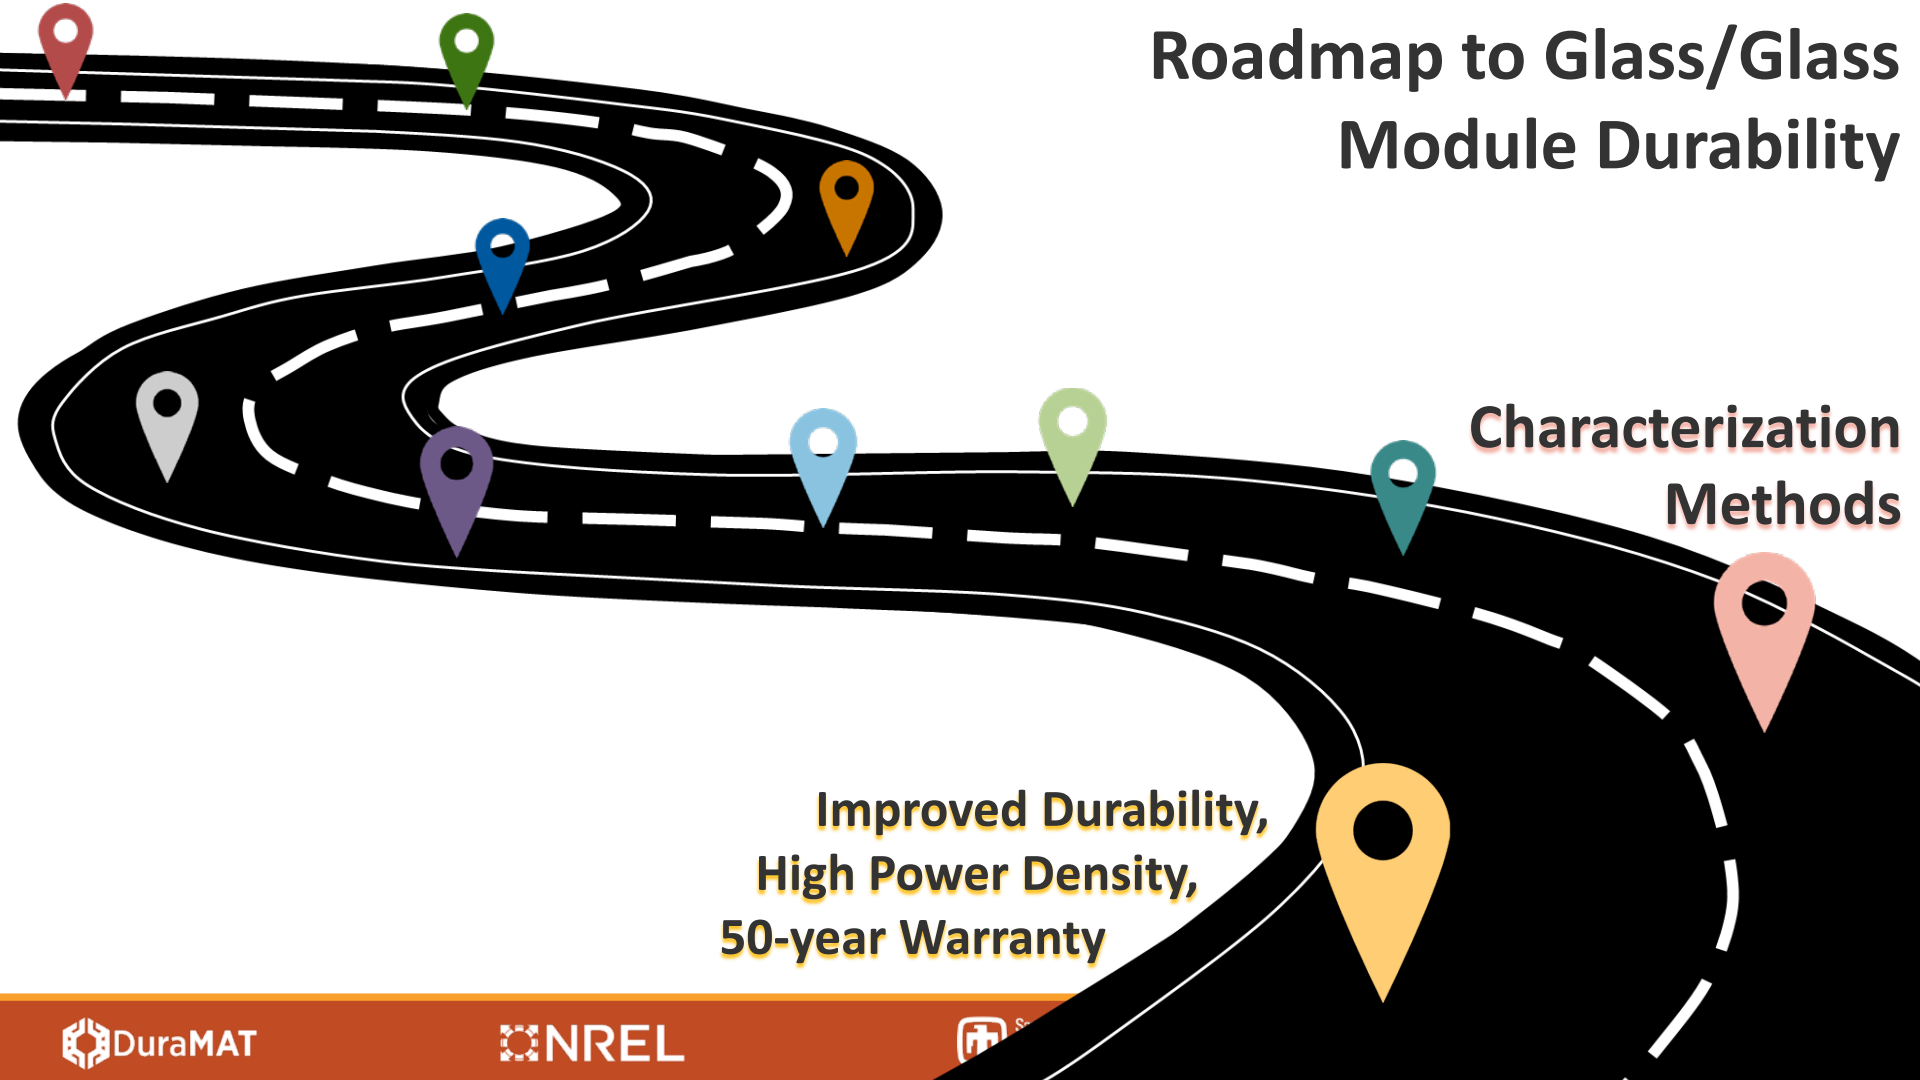 Roadmap to Glass/Glass
Module Durability
Characterization
Methods
Improved Durability,
High Power Density,
50-year Warranty
DuraMAT
NREL